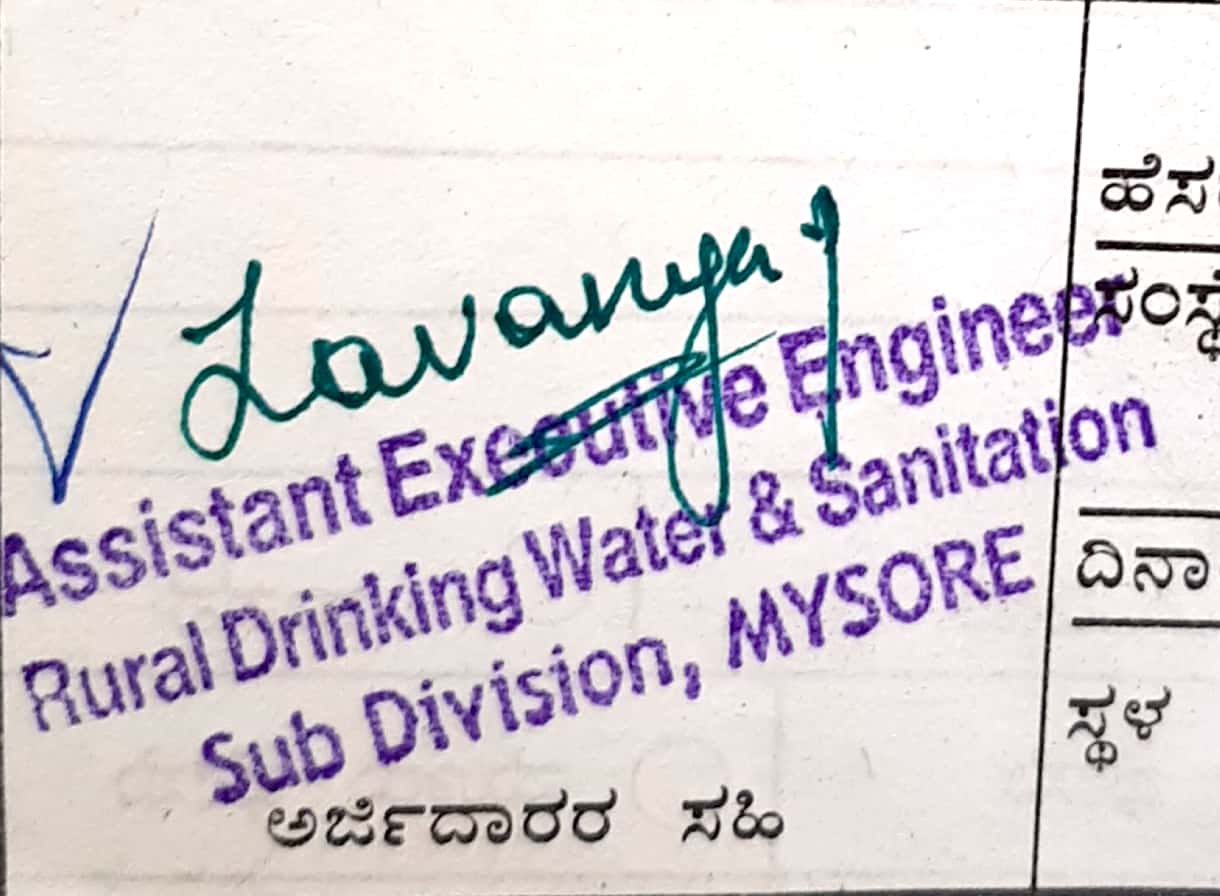 Lavanya
Assistant Executive Engineer
Rural Drinking Water & Sanitation
Sub Division, MYSORE
ಅರ್ಜಿದಾರರ ಸಹಿ
ದಿನಾ
ಸ್ಥಳ